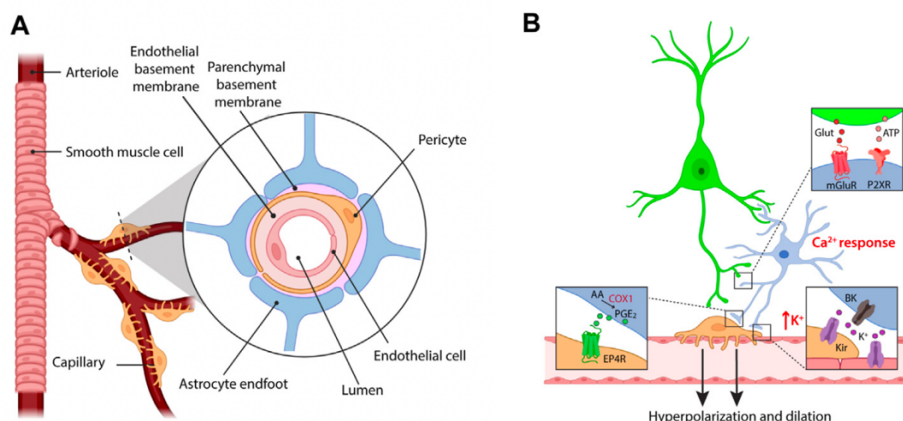 A
Arteriole
Smooth muscle cell
Capillary
Endothelial
basement
membrane
Parenchymal
basement
membrane
Pericyte
Endothelial cell
Lumen
Astrocyte endfoot
B
Glut
ATP
mGluR
P2XR
Ca²⁺ response
AA
COX1
PGE₂
EP4R
↑K⁺
BK
K⁺
Kir
Hyperpolarization and dilation